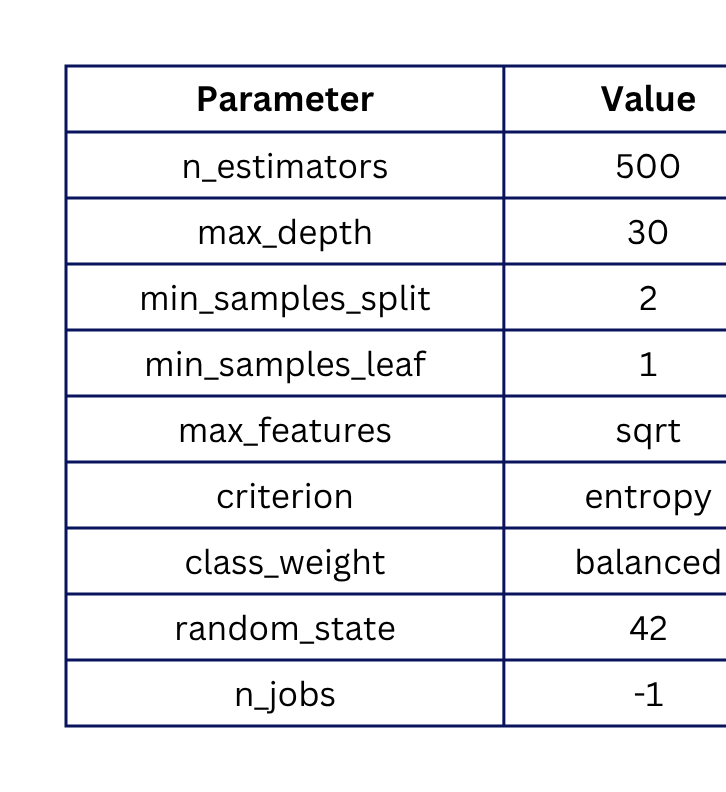 Parameter Value
n_estimators 500
max_depth 30
min_samples_split 2
min_samples_leaf 1
max_features sqrt
criterion entropy
class_weight balanced
random_state 42
n_jobs -1